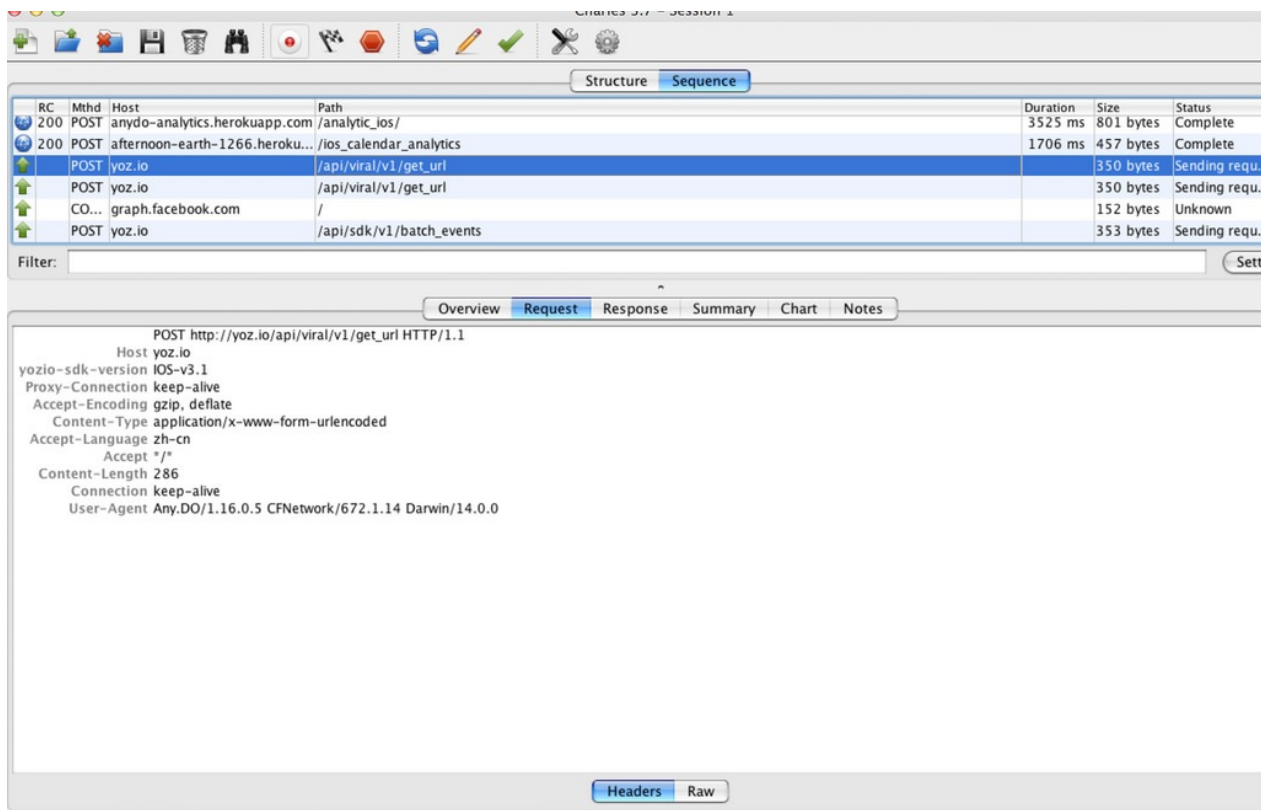 Charles 3.7 – Session 1
Structure Sequence
RC Mthd Host Path Duration Size Status
200 POST anydo-analytics.herokuapp.com /analytic_ios/ 3525 ms 801 bytes Complete
200 POST afternoon-earth-1266.heroku... /ios_calendar_analytics 1706 ms 457 bytes Complete
POST yoz.io /api/viral/v1/get_url 350 bytes Sending requ.
POST yoz.io /api/viral/v1/get_url 350 bytes Sending requ.
CO... graph.facebook.com / 152 bytes Unknown
POST yoz.io /api/sdk/v1/batch_events 353 bytes Sending requ.
Filter: Sett
Overview Request Response Summary Chart Notes
POST http://yoz.io/api/viral/v1/get_url HTTP/1.1
Host yoz.io
yozio-sdk-version IOS-v3.1
Proxy-Connection keep-alive
Accept-Encoding gzip, deflate
Content-Type application/x-www-form-urlencoded
Accept-Language zh-cn
Accept */*
Content-Length 286
Connection keep-alive
User-Agent Any.DO/1.16.0.5 CFNetwork/672.1.14 Darwin/14.0.0
Headers Raw